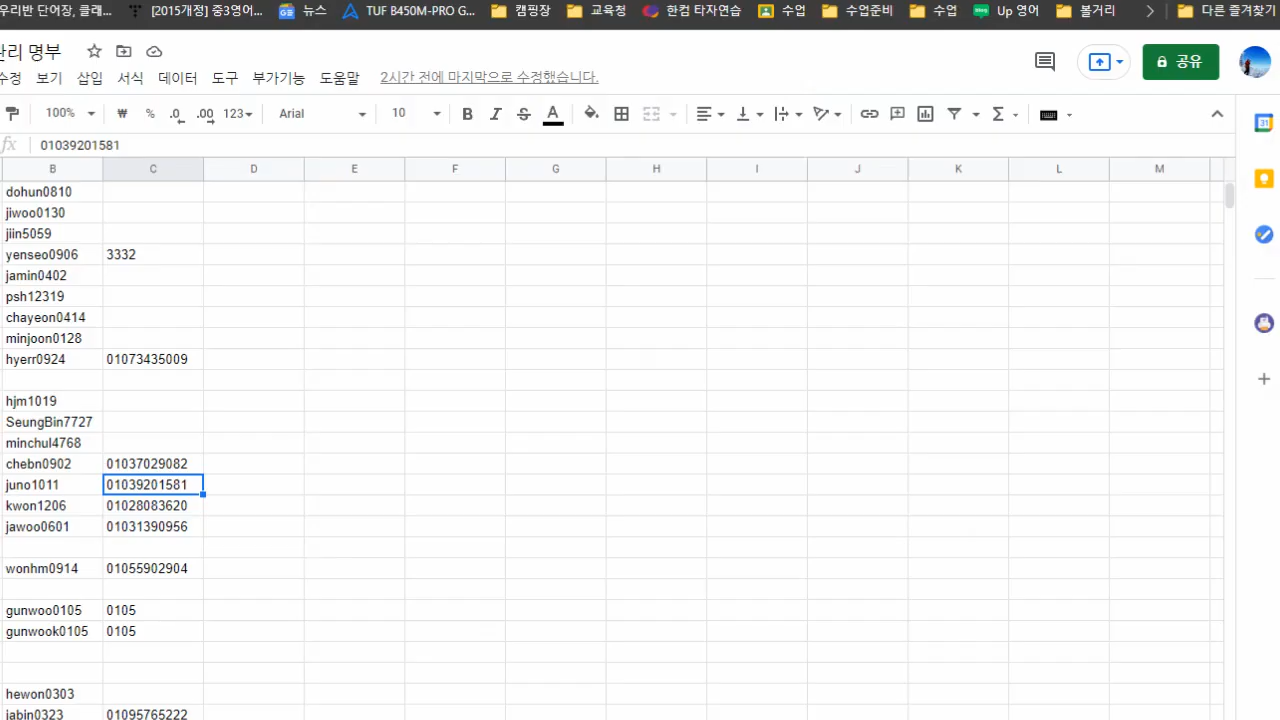 우리반 단어장, 클래... [2015개정] 중3영어... 뉴스 TUF B450M-PRO G... 캠핑장 교육청 한컴 타자연습 수업 수업준비 수업 Up 영어 볼거리 다른 즐겨찾기
관리 명부
수정 보기 삽입 서식 데이터 도구 부가기능 도움말 2시간 전에 마지막으로 수정했습니다. 공유
100% ₩ % .0 .00 123 Arial 10 B I S A
fx 01039201581
B C D E F G H I J K L M
dohun0810
jiwoo0130
jiin5059
yenseo0906 3332
jamin0402
psh12319
chayeon0414
minjoon0128
hyerr0924 01073435009
hjm1019
SeungBin7727
minchul4768
chebn0902 01037029082
juno1011 01039201581
kwon1206 01028083620
jawoo0601 01031390956
wonhm0914 01055902904
gunwoo0105 0105
gunwook0105 0105
hewon0303
jabin0323 01095765222